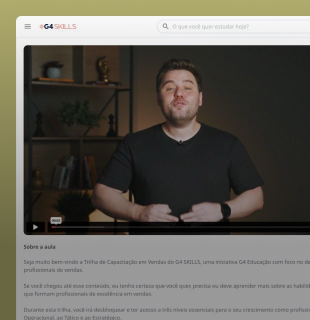 G4 SKILLS
O que você quer estudar hoje?
Sobre a aula
Seja muito bem-vindo a Trilha de Capacitação em Vendas do G4 SKILLS, uma iniciativa G4 Educação com foco no de
profissionais de vendas.
Se você chegou até esse conteúdo, eu tenho certeza que você quer, precisa ou deve aprender mais sobre as habilid
que formam profissionais de excelência em vendas.
Durante esta trilha, você irá desbloquear e ter acesso a três níveis essenciais para o seu crescimento como profissi
Operacional, ao Tático e ao Estratégico.